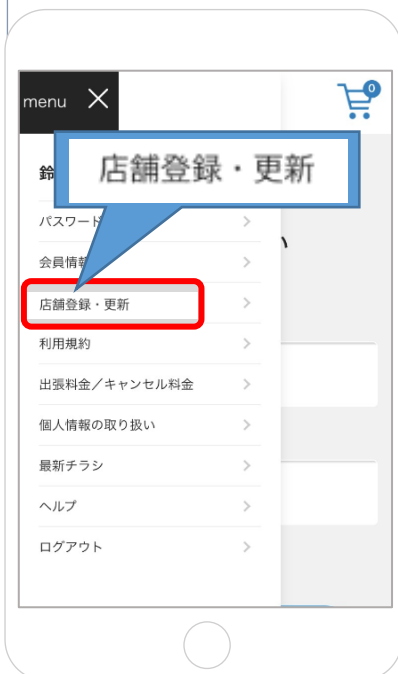 menu ×
0
鈴
店舗登録・更新
パスワード
会員情報
店舗登録・更新
利用規約
出張料金／キャンセル料金
個人情報の取り扱い
最新チラシ
ヘルプ
ログアウト
い